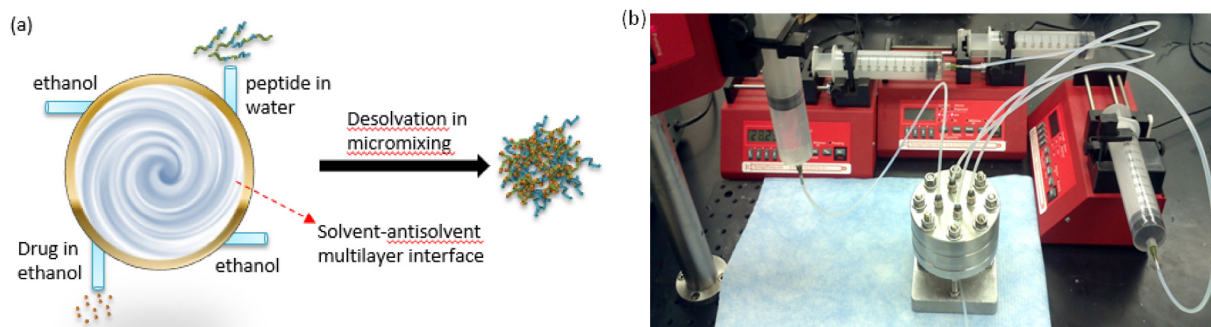 (a)
ethanol
peptide in
water
Desolvation in
micromixing
Solvent-antisolvent
multilayer interface
Drug in
ethanol
ethanol
(b)